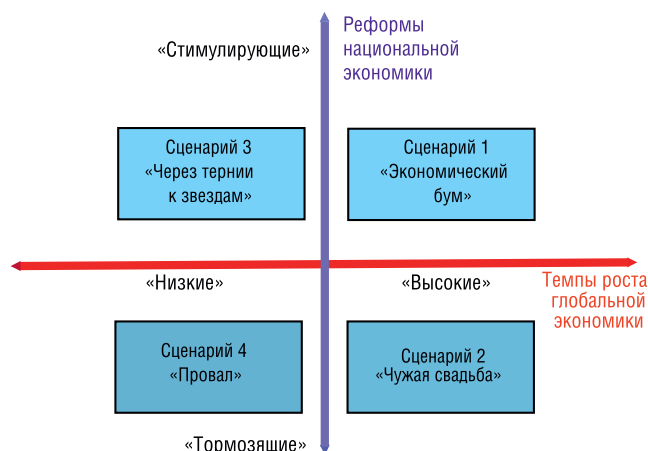 Реформы
национальной
экономики
«Стимулирующие»
Сценарий 3
«Через тернии
к звездам»
Сценарий 1
«Экономический
бум»
«Низкие»
«Высокие»
Темпы роста
глобальной
экономики
Сценарий 4
«Провал»
Сценарий 2
«Чужая свадьба»
«Тормозящие»